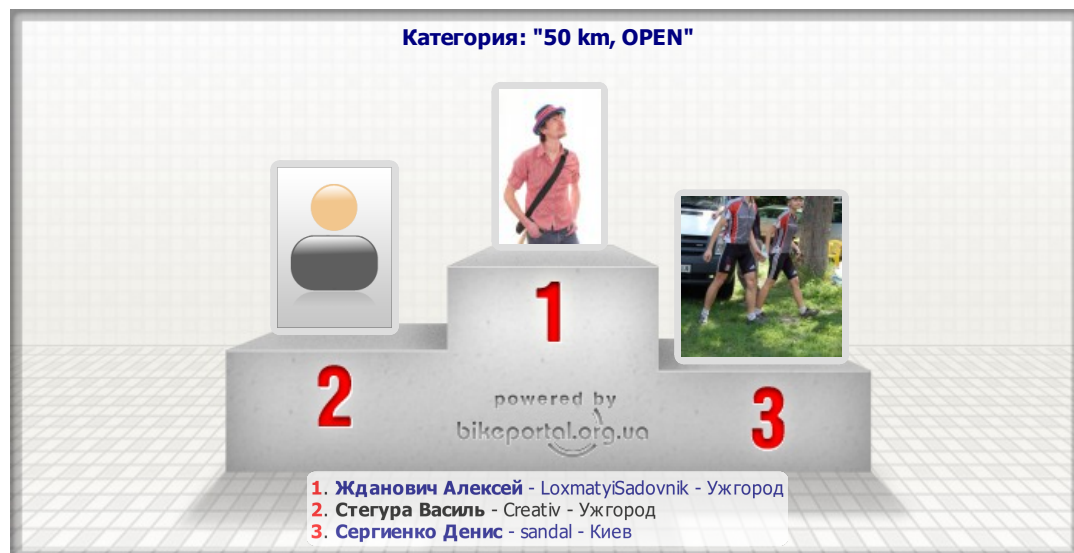 Категория: "50 km, OPEN"
1
2
3
powered by
bikeportal.org.ua
1. Жданович Алексей - LoxmatyiSadovnik - Ужгород
2. Стегура Василь - Creativ - Ужгород
3. Сергиенко Денис - sandal - Киев